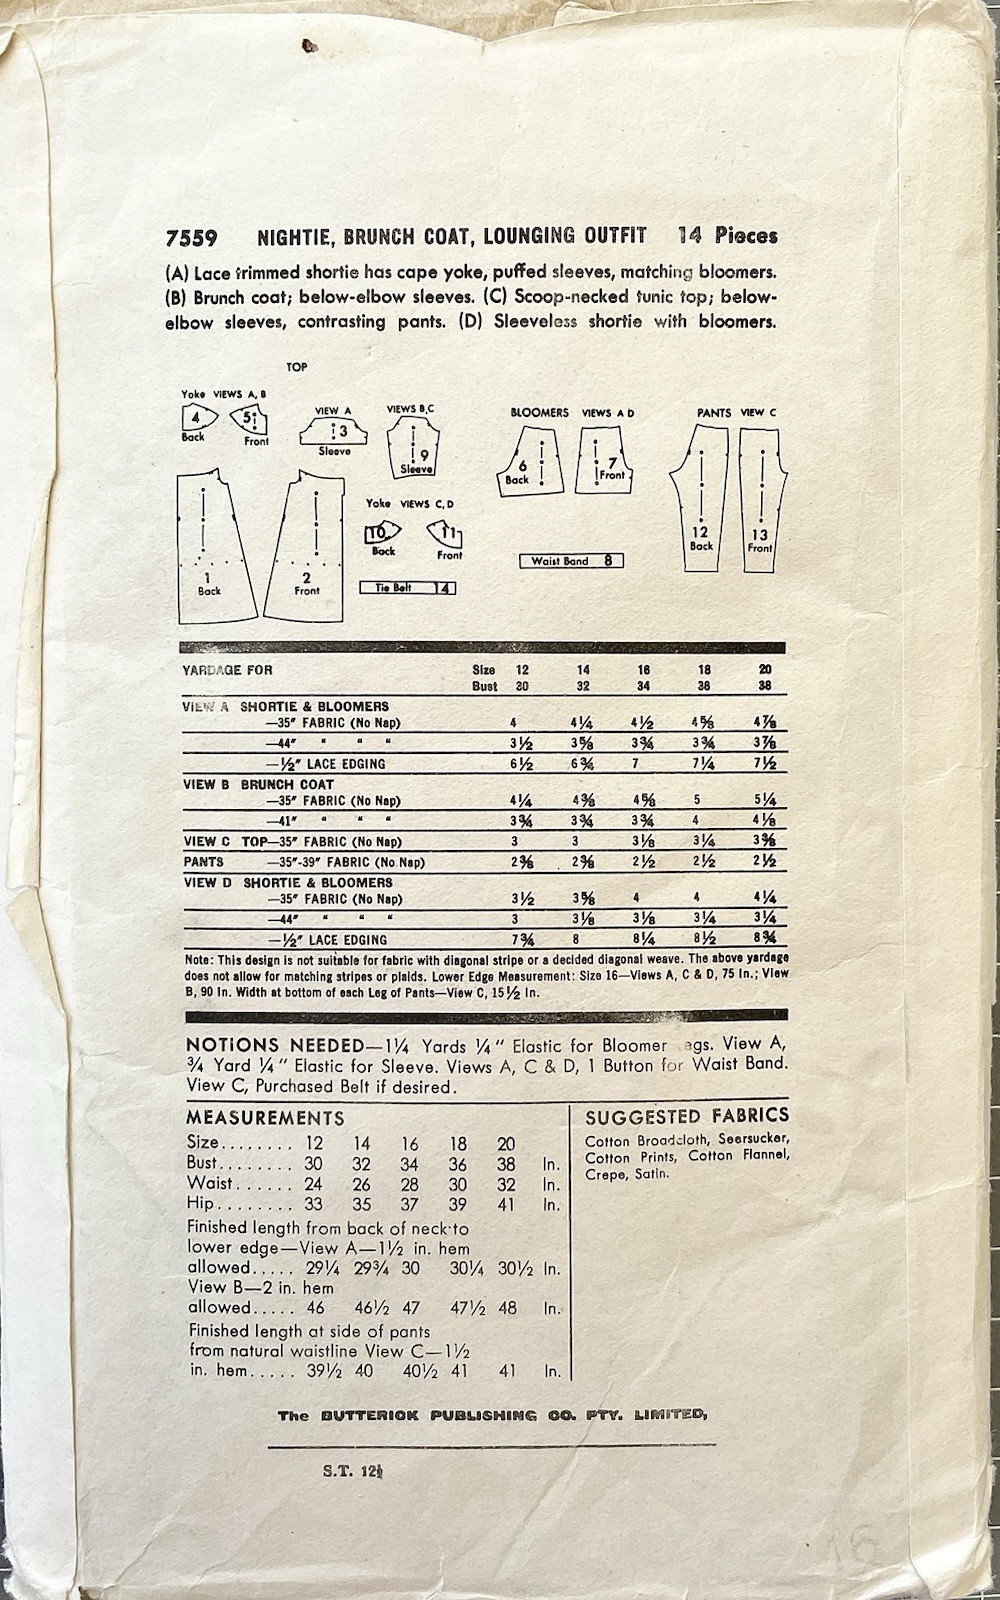 7559 NIGHTIE, BRUNCH COAT, LOUNGING OUTFIT 14 Pieces
(A) Lace trimmed shortie has cape yoke, puffed sleeves, matching bloomers.
(B) Brunch coat; below-elbow sleeves. (C) Scoop-necked tunic top; below-
elbow sleeves, contrasting pants. (D) Sleeveless shortie with bloomers.
TOP
Yoke VIEWS A, B
4 Back
5 Front
VIEW A
3
Sleeve
VIEWS B,C
9
Sleeve
BLOOMERS VIEWS A D
6 Back
7 Front
PANTS VIEW C
12 Back
13 Front
1 Back
2 Front
Yoke VIEWS C, D
10 Back
11 Front
Tie Belt 14
Waist Band 8
YARDAGE FOR Size 12 14 16 18 20
Bust 30 32 34 36 38
VIEW A SHORTIE & BLOOMERS
—35" FABRIC (No Nap) 4 4¼ 4½ 4⅝ 4⅞
—44" " " " 3½ 3⅝ 3¾ 3¾ 3⅞
—½" LACE EDGING 6½ 6¾ 7 7¼ 7½
VIEW B BRUNCH COAT
—35" FABRIC (No Nap) 4¼ 4⅜ 4⅝ 5 5¼
—41" " " " 3¾ 3¾ 3¾ 4 4⅛
VIEW C TOP—35" FABRIC (No Nap) 3 3 3⅛ 3¼ 3⅜
PANTS —35"-39" FABRIC (No Nap) 2⅜ 2⅜ 2½ 2½ 2½
VIEW D SHORTIE & BLOOMERS
—35" FABRIC (No Nap) 3½ 3⅝ 4 4 4¼
—44" " " " 3 3⅛ 3⅛ 3¼ 3¼
—½" LACE EDGING 7¾ 8 8¼ 8½ 8¾
Note: This design is not suitable for fabric with diagonal stripe or a decided diagonal weave. The above yardage
does not allow for matching stripes or plaids. Lower Edge Measurement: Size 16—Views A, C & D, 75 In.; View
B, 90 In. Width at bottom of each Leg of Pants—View C, 15½ In.
NOTIONS NEEDED—1¼ Yards ¼" Elastic for Bloomer egs. View A,
¾ Yard ¼" Elastic for Sleeve. Views A, C & D, 1 Button for Waist Band.
View C, Purchased Belt if desired.
MEASUREMENTS
Size........ 12 14 16 18 20
Bust........ 30 32 34 36 38 In.
Waist...... 24 26 28 30 32 In.
Hip........ 33 35 37 39 41 In.
Finished length from back of neck to
lower edge—View A—1½ in. hem
allowed..... 29¼ 29¾ 30 30¼ 30½ In.
View B—2 in. hem
allowed..... 46 46½ 47 47½ 48 In.
Finished length at side of pants
from natural waistline View C—1½
in. hem..... 39½ 40 40½ 41 41 In.
SUGGESTED FABRICS
Cotton Broadcloth, Seersucker,
Cotton Prints, Cotton Flannel,
Crepe, Satin.
The BUTTERICK PUBLISHING CO. PTY. LIMITED,
S.T. 12½
16